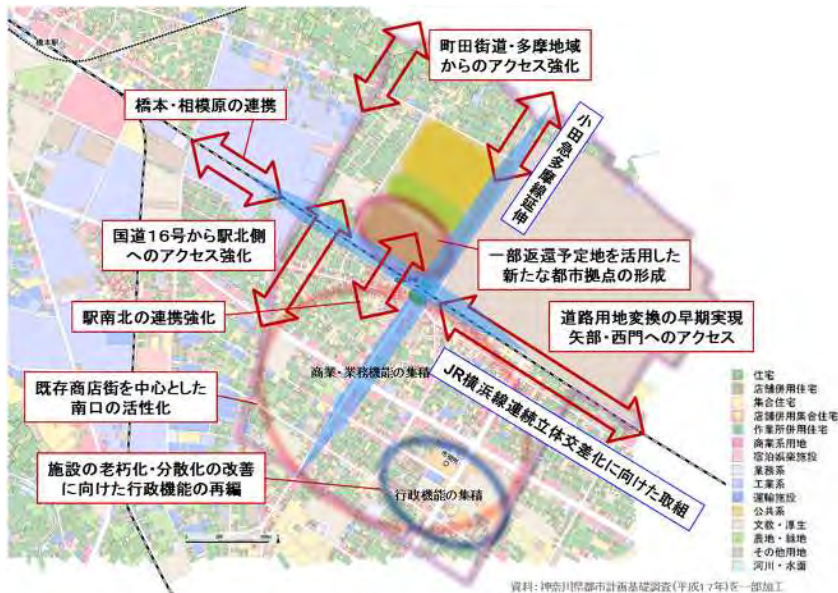 橋本駅
町田街道・多摩地域
からのアクセス強化
橋本・相模原の連携
小田急多摩線延伸
国道16号から駅北側
へのアクセス強化
一部返還予定地を活用した
新たな都市拠点の形成
駅南北の連携強化
道路用地変換の早期実現
矢部・西門へのアクセス
商業・業務機能の集積
既存商店街を中心とした
南口の活性化
JR横浜線連続立体交差化に向けた取組
施設の老朽化・分散化の改善
に向けた行政機能の再編
市役所
行政機能の集積
住宅
店舗併用住宅
集合住宅
店舗併用集合住宅
作業所併用住宅
商業系用地
宿泊娯楽施設
業務系
工業系
運輸施設
公共系
文教・厚生
農地・緑地
その他用地
河川・水面
資料：神奈川県都市計画基礎調査(平成17年)を一部加工